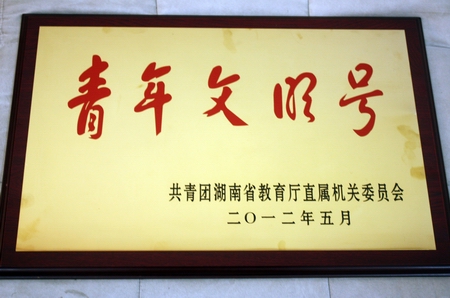 青年文明号
共青团湖南省教育厅直属机关委员会
二〇一二年五月